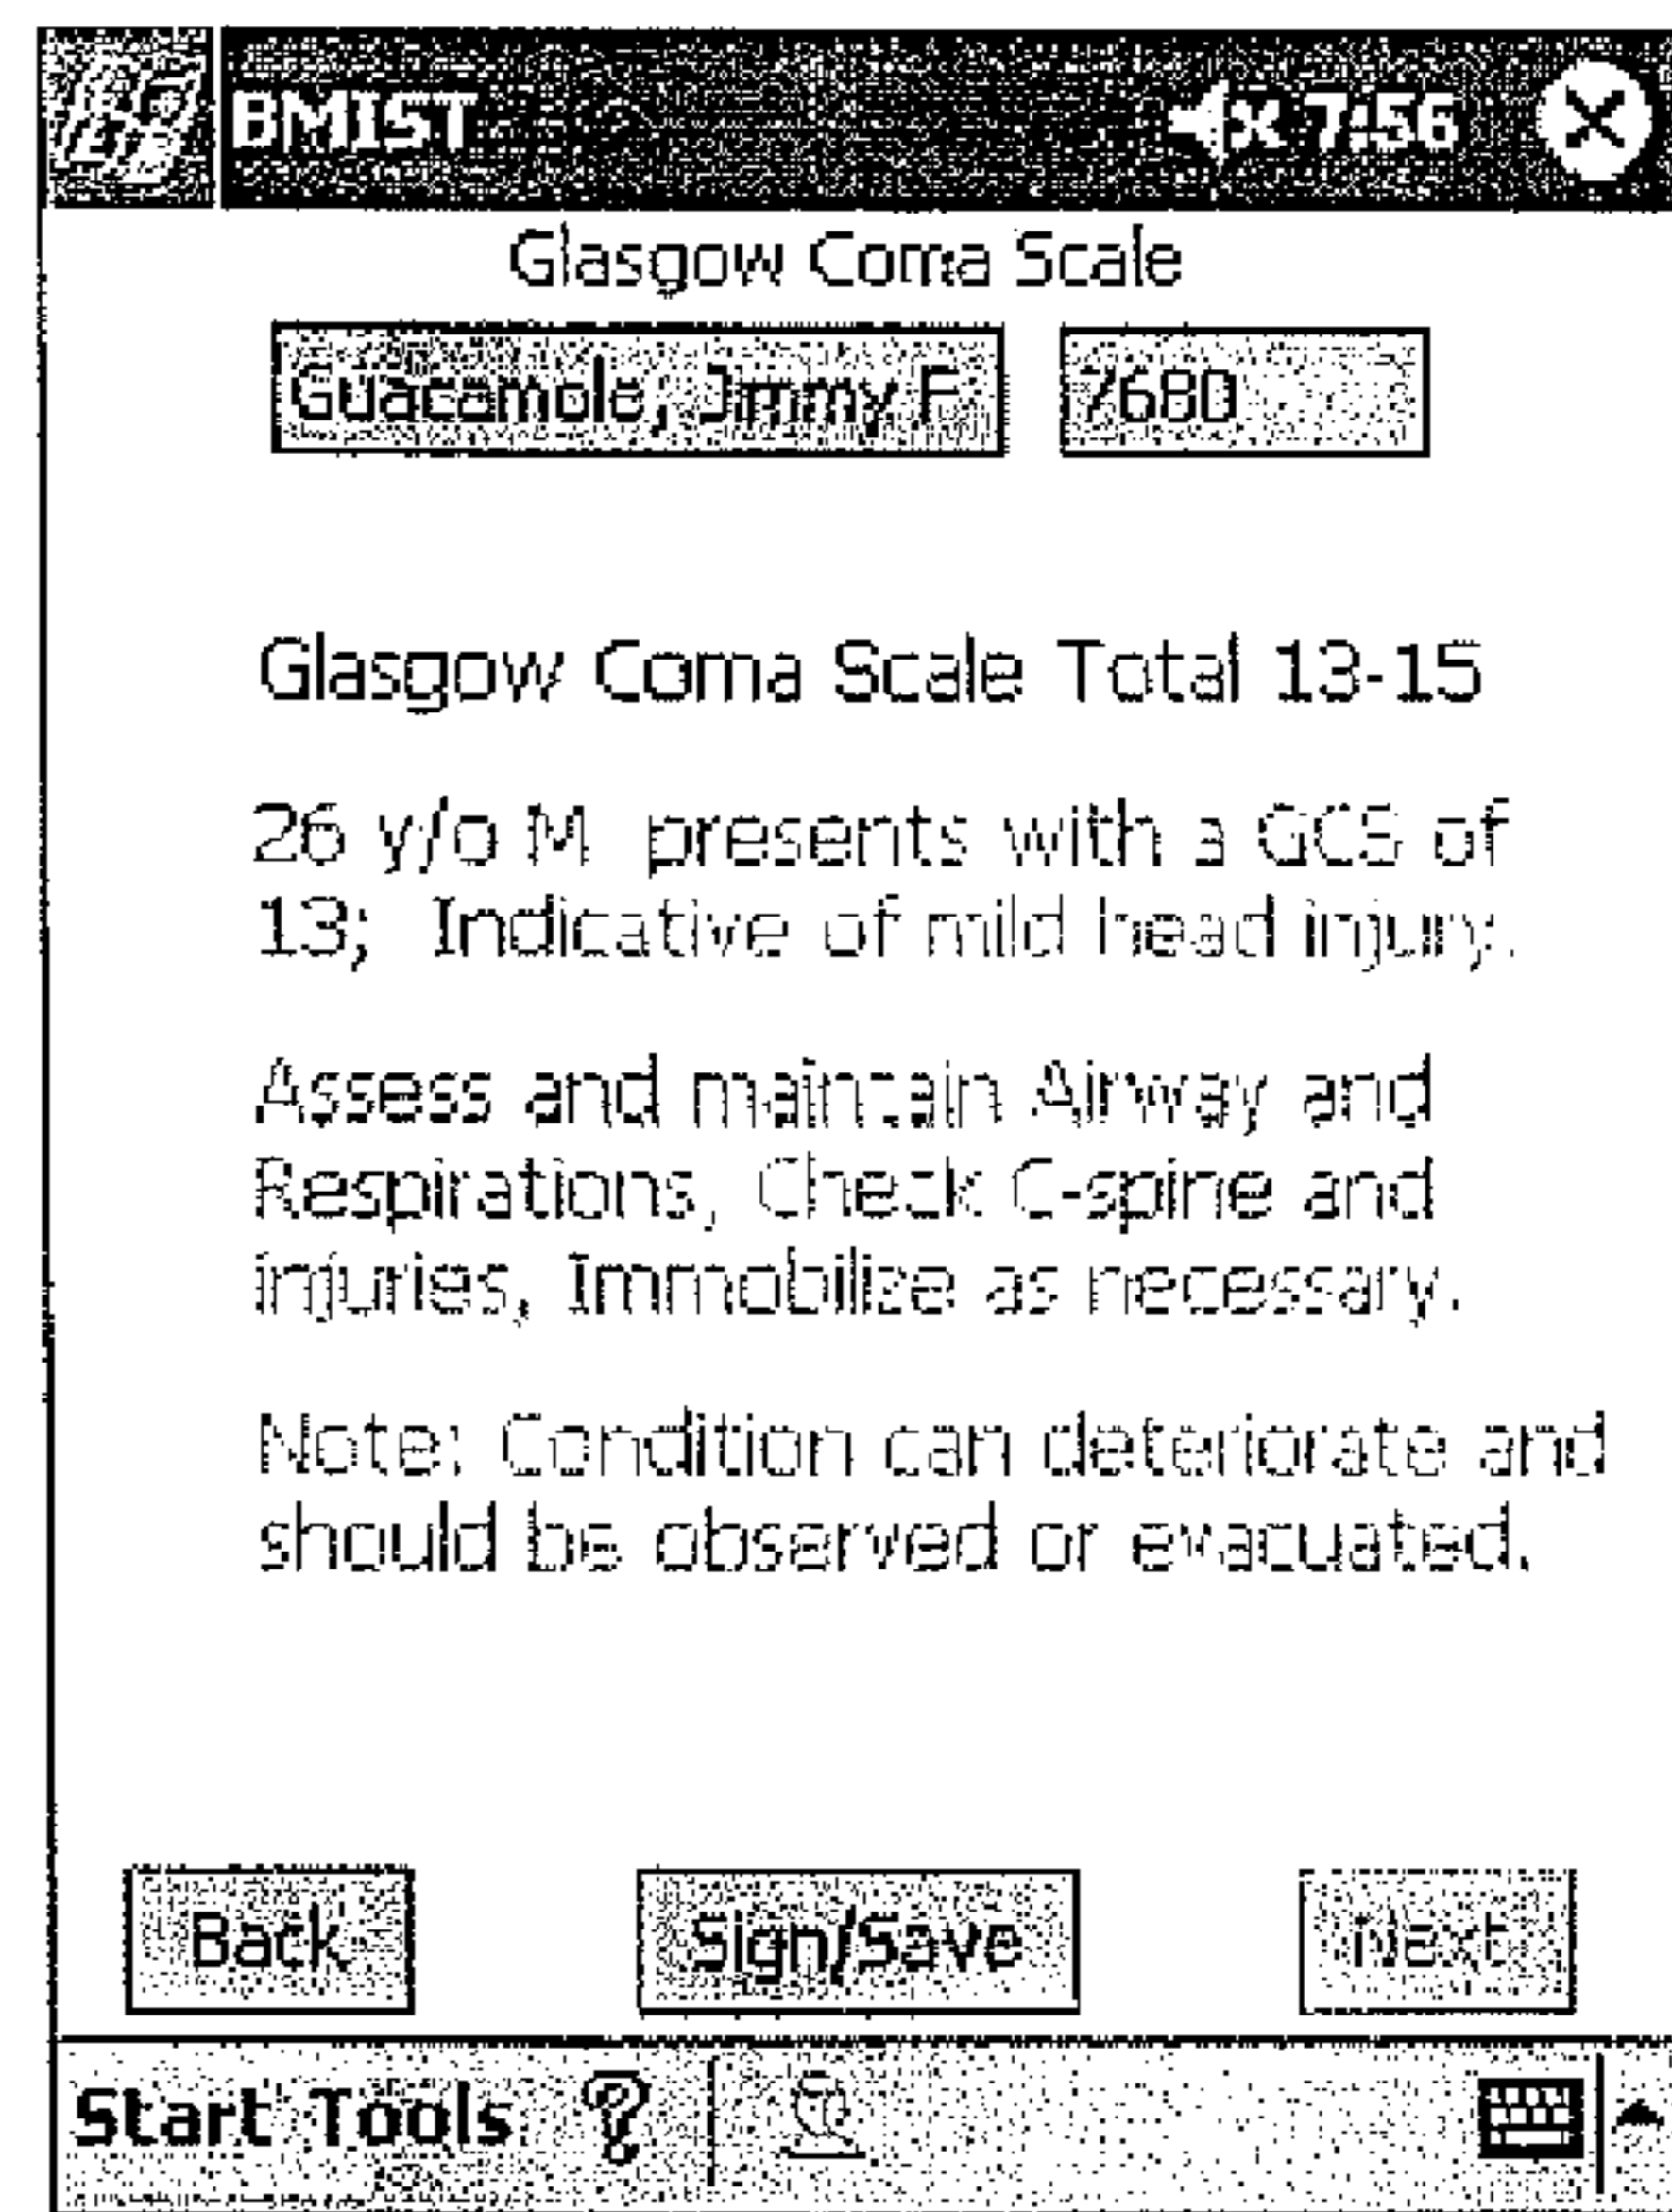 BMIST 7:56
Glasgow Coma Scale
Guacamole, Jimmy F 7680
Glasgow Coma Scale Total 13-15
26 y/o M presents with a GCS of
13; Indicative of mild head injury.
Assess and maintain Airway and
Respirations, Check C-spine and
injuries, Immobilize as necessary.
Note: Condition can deteriorate and
should be observed or evacuated.
Back Sign/Save Next
Start Tools ?